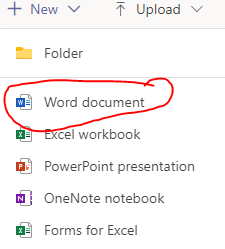 + New Upload
Folder
Word document
Excel workbook
PowerPoint presentation
OneNote notebook
Forms for Excel